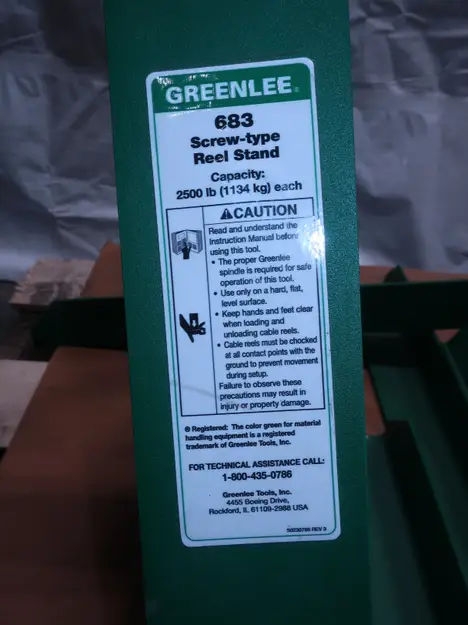 GREENLEE®
683
Screw-type
Reel Stand
Capacity:
2500 lb (1134 kg) each
CAUTION
Read and understand the
Instruction Manual before
using this tool.
• The proper Greenlee
spindle is required for safe
operation of this tool.
• Use only on a hard, flat,
level surface.
• Keep hands and feet clear
when loading and
unloading cable reels.
• Cable reels must be chocked
at all contact points with the
ground to prevent movement
during setup.
Failure to observe these
precautions may result in
injury or property damage.
® Registered: The color green for material
handling equipment is a registered
trademark of Greenlee Tools, Inc.
FOR TECHNICAL ASSISTANCE CALL:
1-800-435-0786
Greenlee Tools, Inc.
4455 Boeing Drive,
Rockford, IL 61109-2988 USA
REV 3